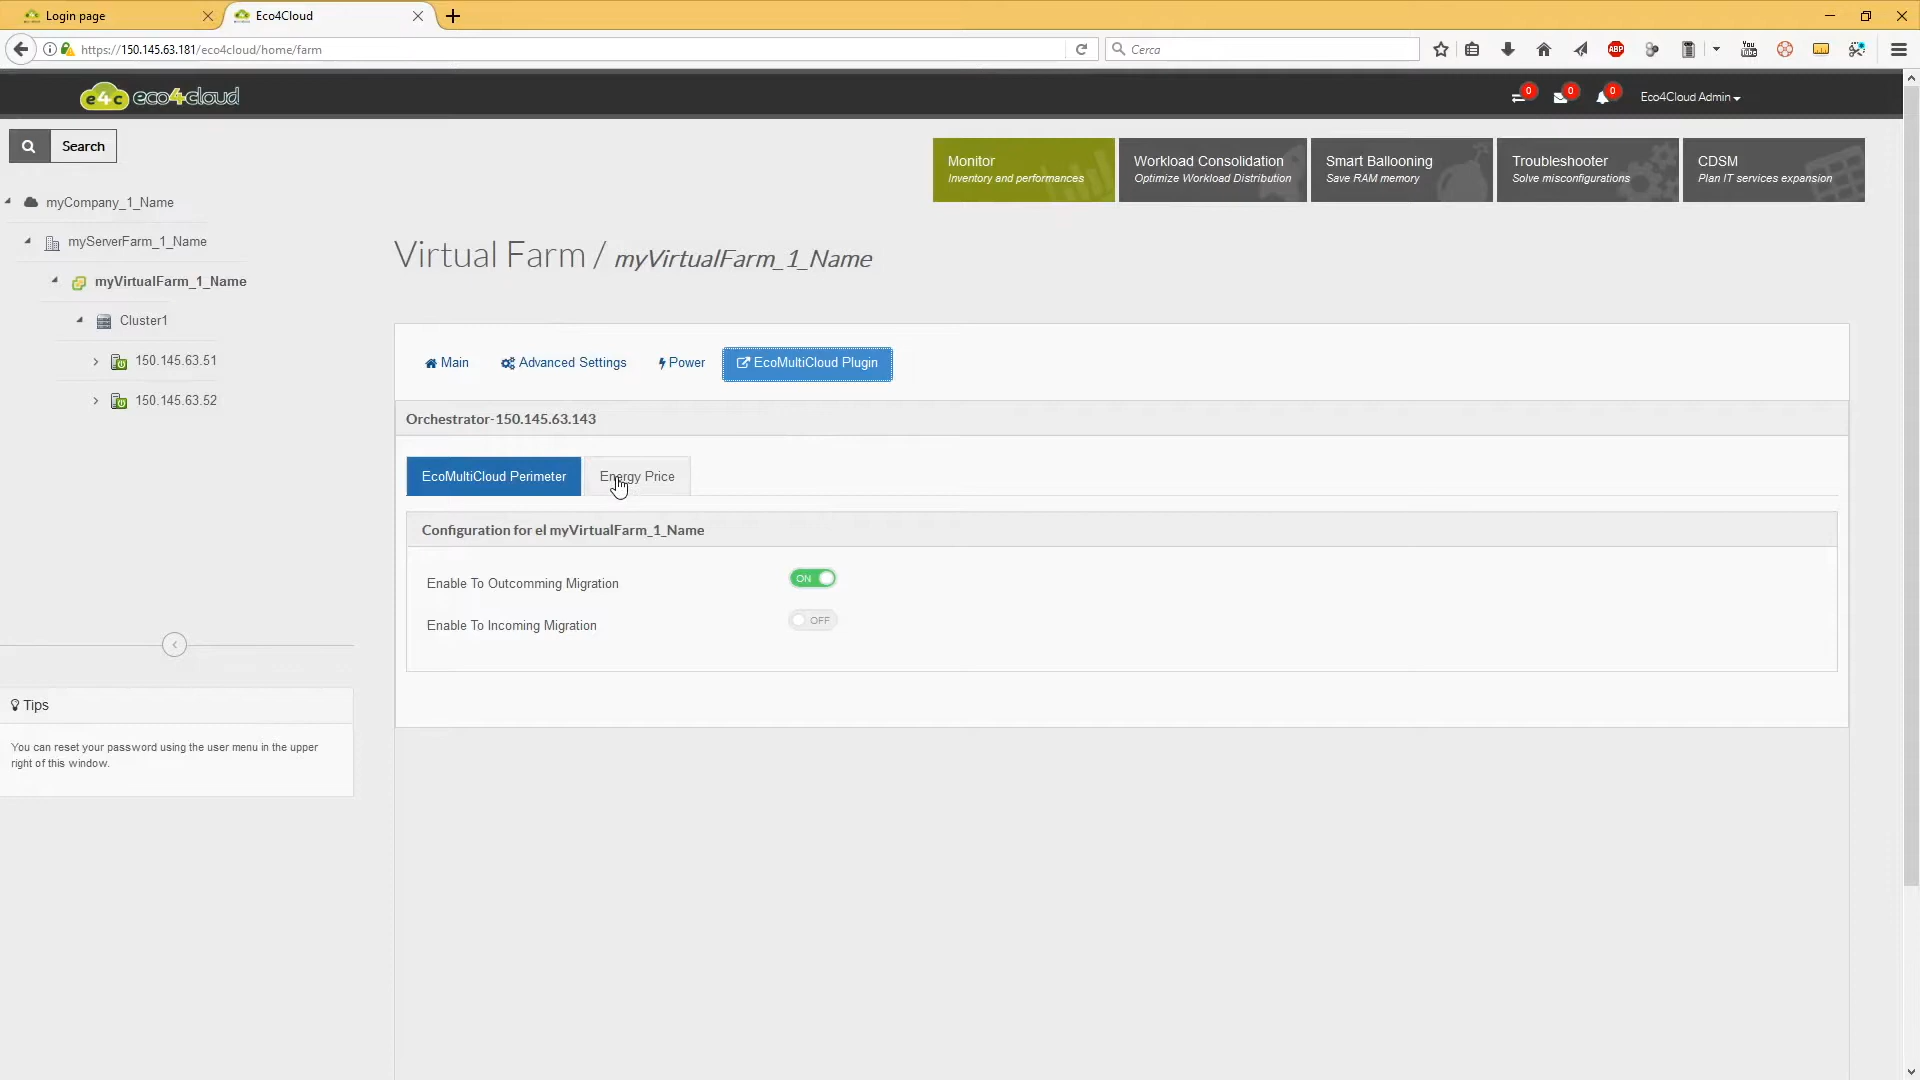 Login page
Eco4Cloud
https://150.145.63.181/eco4cloud/home/farm
Cerca
ABP
You Tube
e4c eco4cloud
0
0
0
Eco4Cloud Admin
Search
Monitor
Inventory and performances
Workload Consolidation
Optimize Workload Distribution
Smart Ballooning
Save RAM memory
Troubleshooter
Solve misconfigurations
CDSM
Plan IT services expansion
myCompany_1_Name
myServerFarm_1_Name
myVirtualFarm_1_Name
Cluster1
150.145.63.51
150.145.63.52
Virtual Farm / myVirtualFarm_1_Name
Main
Advanced Settings
Power
EcoMultiCloud Plugin
Orchestrator-150.145.63.143
EcoMultiCloud Perimeter
Energy Price
Configuration for el myVirtualFarm_1_Name
Enable To Outcomming Migration
ON
Enable To Incoming Migration
OFF
Tips
You can reset your password using the user menu in the upper
right of this window.